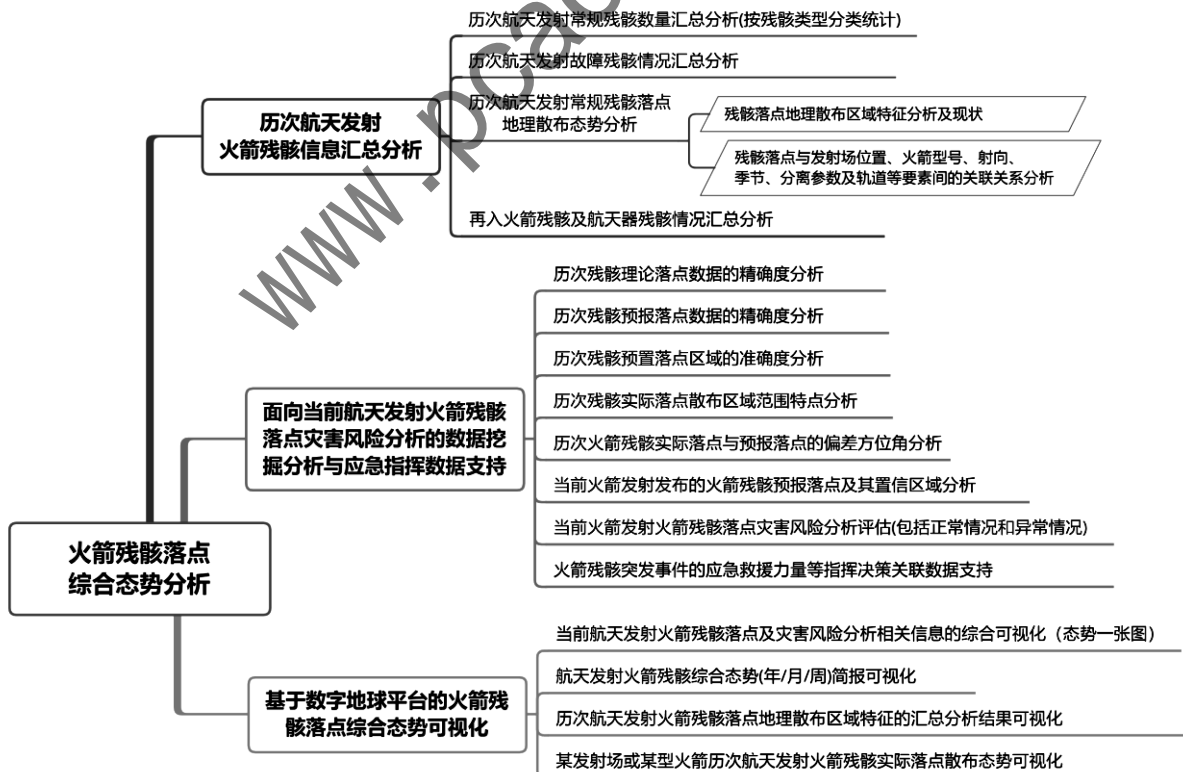 历次航天发射常规残骸数量汇总分析(按残骸类型分类统计)
历次航天发射故障残骸情况汇总分析
历次航天发射
火箭残骸信息汇总分析
历次航天发射常规残骸落点
地理散布态势分析
残骸落点地理散布区域特征分析及现状
残骸落点与发射场位置、火箭型号、射向、
季节、分离参数及轨道等要素间的关联关系分析
再入火箭残骸及航天器残骸情况汇总分析
www.pcac
历次残骸理论落点数据的精确度分析
历次残骸预报落点数据的精确度分析
历次残骸预置落点区域的准确度分析
历次残骸实际落点散布区域范围特点分析
面向当前航天发射火箭残骸
落点灾害风险分析的数据挖
掘分析与应急指挥数据支持
历次火箭残骸实际落点与预报落点的偏差方位角分析
当前火箭发射发布的火箭残骸预报落点及其置信区域分析
当前火箭发射火箭残骸落点灾害风险分析评估(包括正常情况和异常情况)
火箭残骸突发事件的应急救援力量等指挥决策关联数据支持
火箭残骸落点
综合态势分析
当前航天发射火箭残骸落点及灾害风险分析相关信息的综合可视化（态势一张图）
航天发射火箭残骸综合态势(年/月/周)简报可视化
基于数字地球平台的火箭残
骸落点综合态势可视化
历次航天发射火箭残骸落点地理散布区域特征的汇总分析结果可视化
某发射场或某型火箭历次航天发射火箭残骸实际落点散布态势可视化